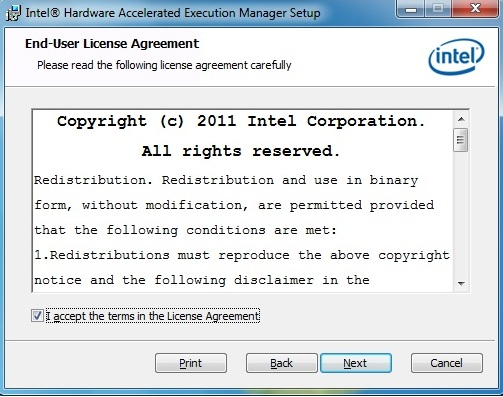 Intel® Hardware Accelerated Execution Manager Setup
End-User License Agreement
Please read the following license agreement carefully
intel
Copyright (c) 2011 Intel Corporation.
All rights reserved.
Redistribution. Redistribution and use in binary
form, without modification, are permitted provided
that the following conditions are met:
1.Redistributions must reproduce the above copyright
notice and the following disclaimer in the
I accept the terms in the License Agreement
Print Back Next Cancel